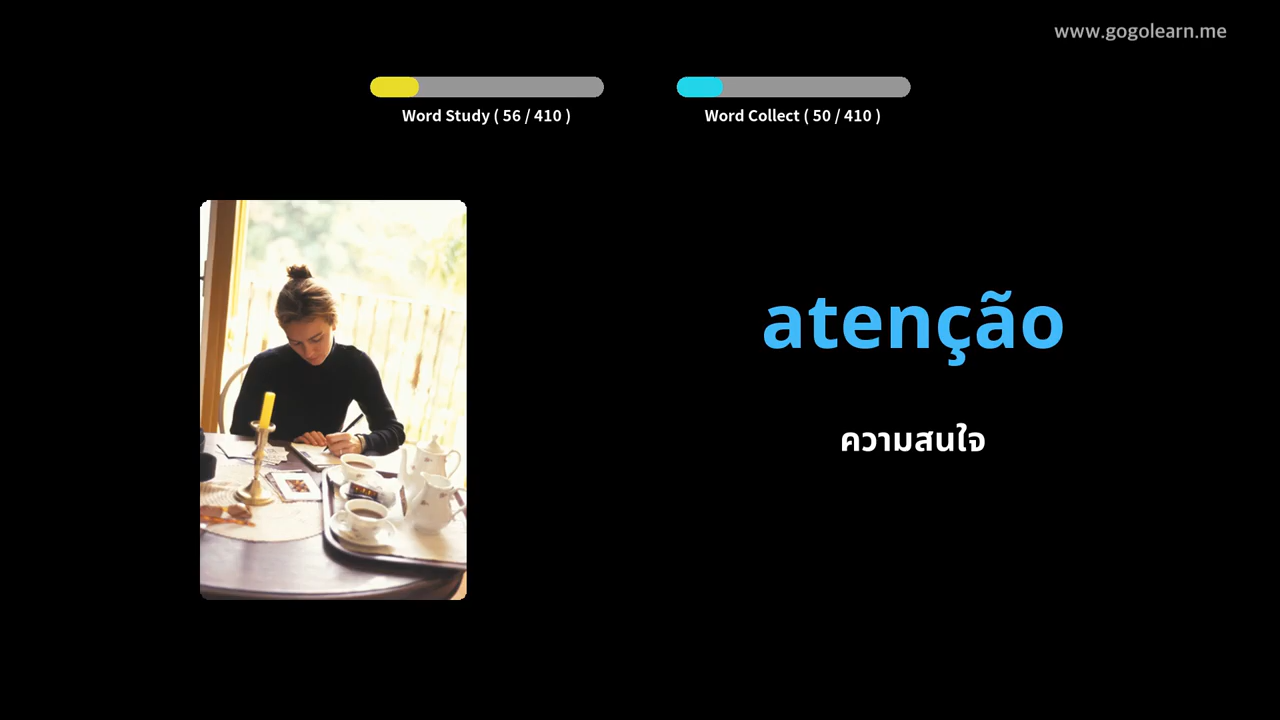 www.gogolearn.me
Word Study ( 56 / 410 )
Word Collect ( 50 / 410 )
atenção
ความสนใจ